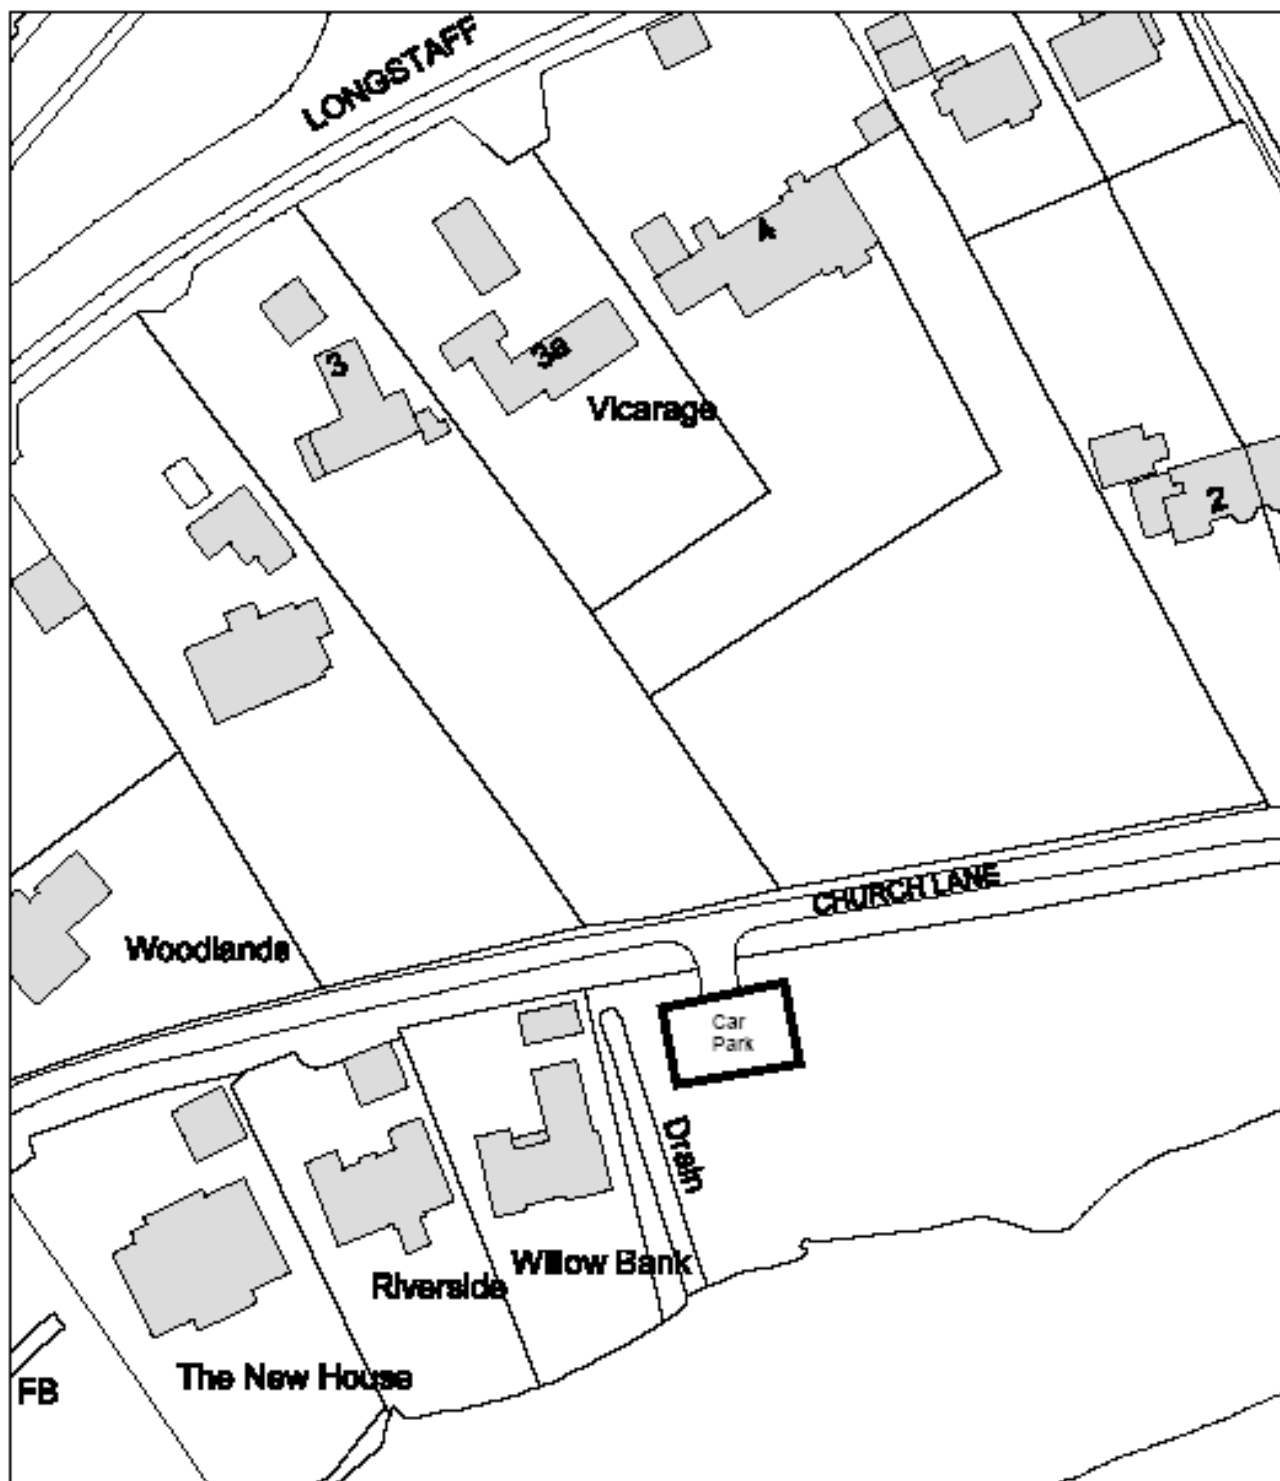 LONGSTAFF
4
3
3a
Vicarage
2
CHURCH LANE
Woodlands
Car
Park
Drain
Willow Bank
Riverside
The New House
FB